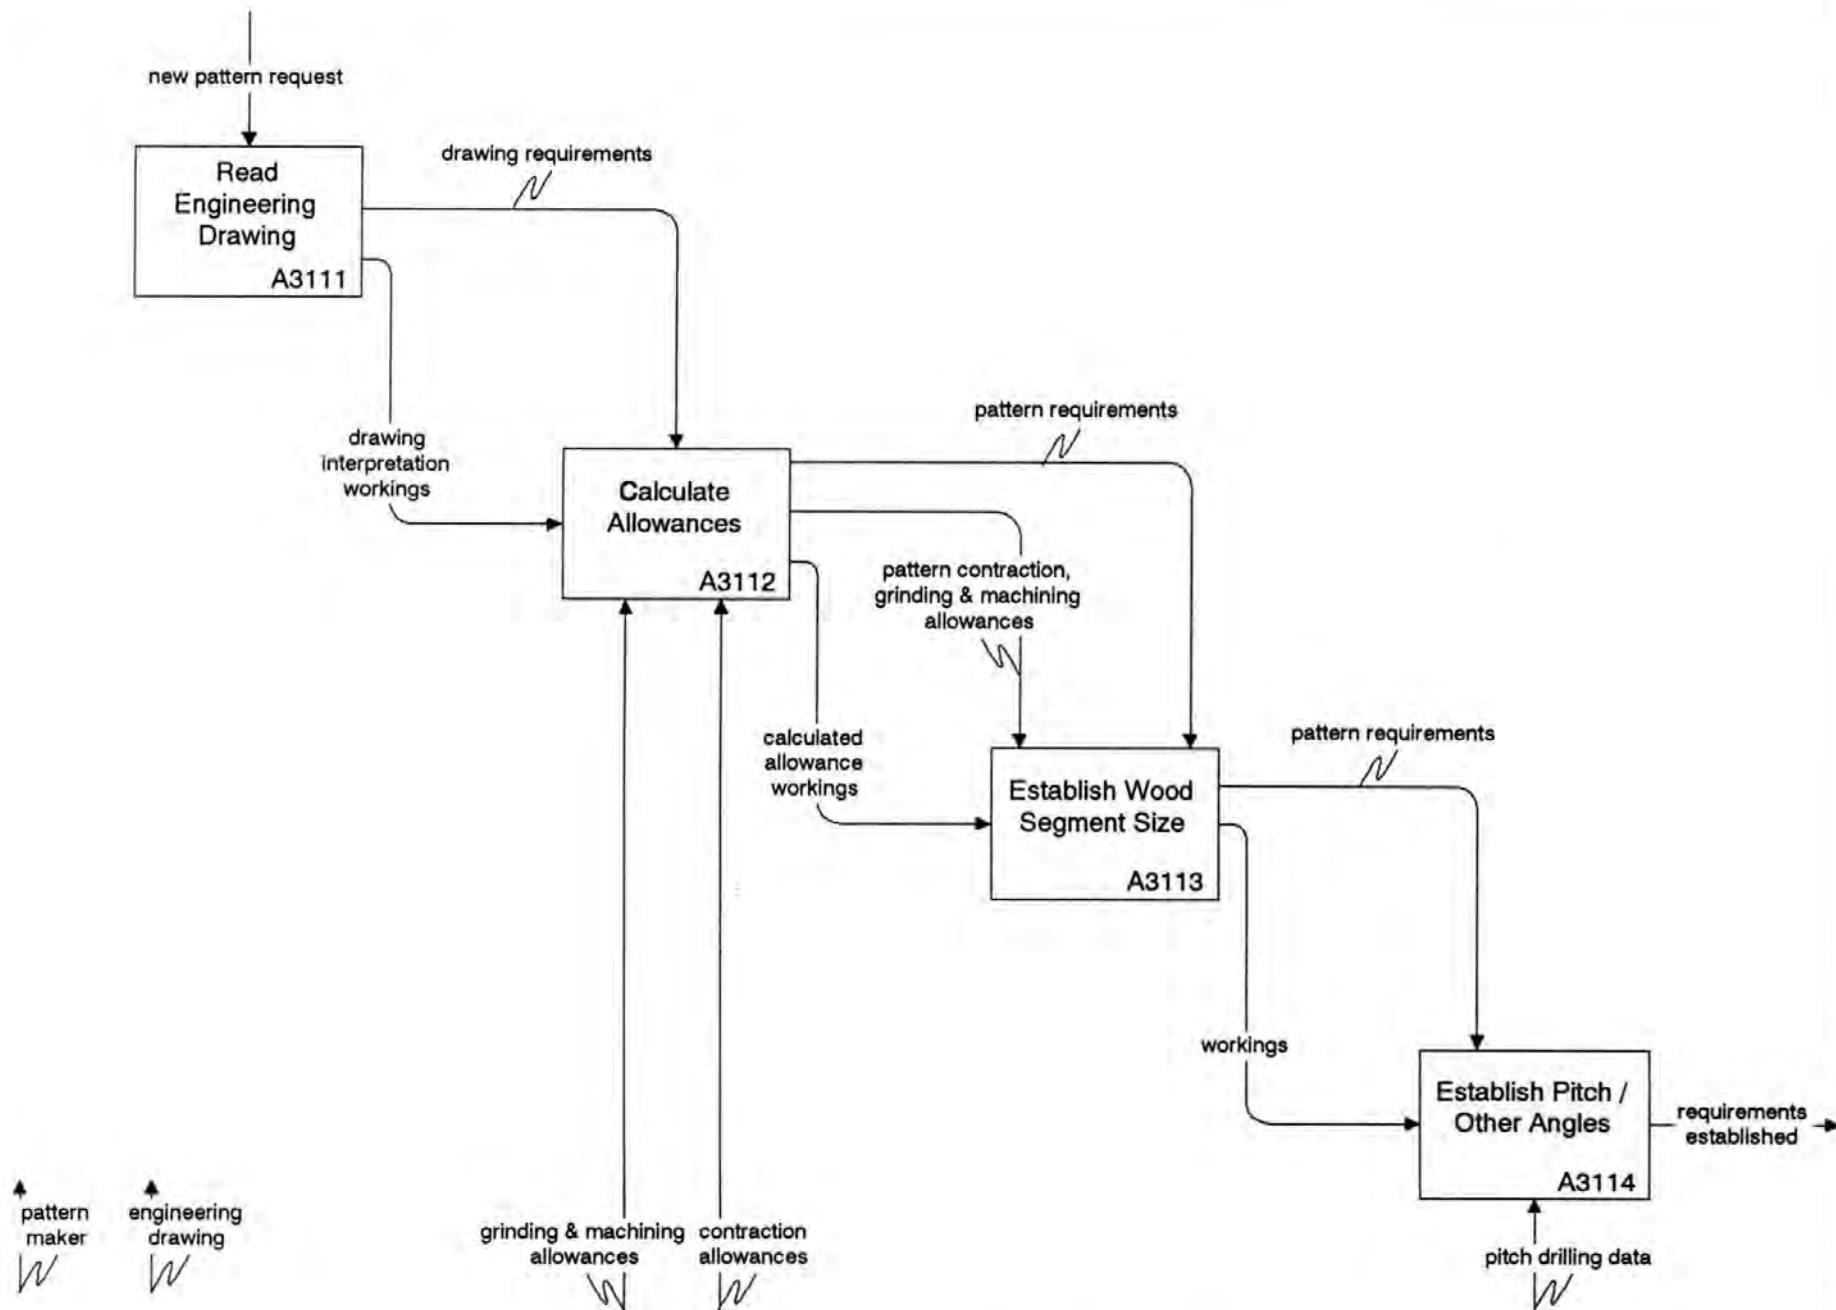 new pattern request
Read
Engineering
Drawing
A3111
drawing requirements
drawing
interpretation
workings
Calculate
Allowances
A3112
pattern requirements
pattern contraction,
grinding & machining
allowances
calculated
allowance
workings
Establish Wood
Segment Size
A3113
pattern requirements
workings
Establish Pitch /
Other Angles
A3114
requirements
established
pattern
maker
engineering
drawing
grinding & machining
allowances
contraction
allowances
pitch drilling data